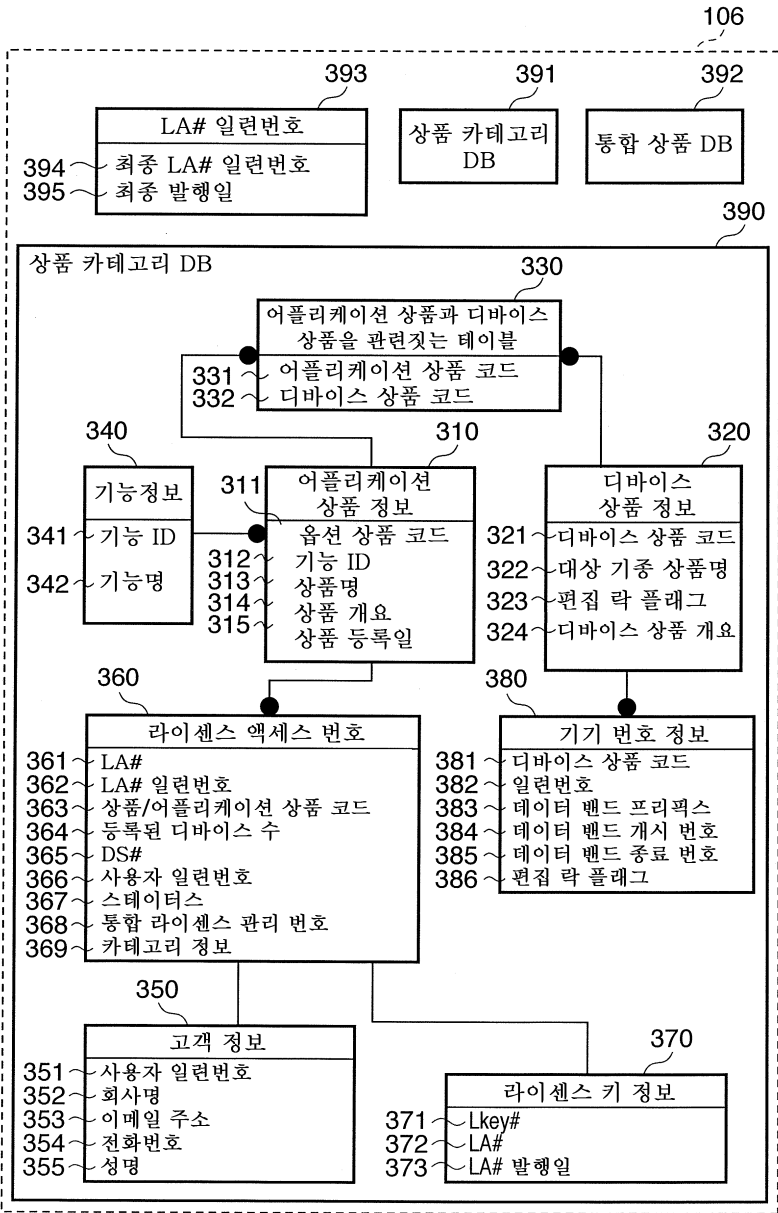 106
393
391
392
LA# 일련번호
394 최종 LA# 일련번호
395 최종 발행일
상품 카테고리
DB
통합 상품 DB
390
상품 카테고리 DB
330
어플리케이션 상품과 디바이스
상품을 관련짓는 테이블
331 어플리케이션 상품 코드
332 디바이스 상품 코드
340
기능정보
341 기능 ID
342 기능명
310
어플리케이션
상품 정보
311 옵션 상품 코드
312 기능 ID
313 상품명
314 상품 개요
315 상품 등록일
320
디바이스
상품 정보
321 디바이스 상품 코드
322 대상 기종 상품명
323 편집 락 플래그
324 디바이스 상품 개요
360
라이센스 액세스 번호
361 LA#
362 LA# 일련번호
363 상품/어플리케이션 상품 코드
364 등록된 디바이스 수
365 DS#
366 사용자 일련번호
367 스테이터스
368 통합 라이센스 관리 번호
369 카테고리 정보
380
기기 번호 정보
381 디바이스 상품 코드
382 일련번호
383 데이터 밴드 프리픽스
384 데이터 밴드 개시 번호
385 데이터 밴드 종료 번호
386 편집 락 플래그
350
고객 정보
351 사용자 일련번호
352 회사명
353 이메일 주소
354 전화번호
355 성명
370
라이센스 키 정보
371 Lkey#
372 LA#
373 LA# 발행일